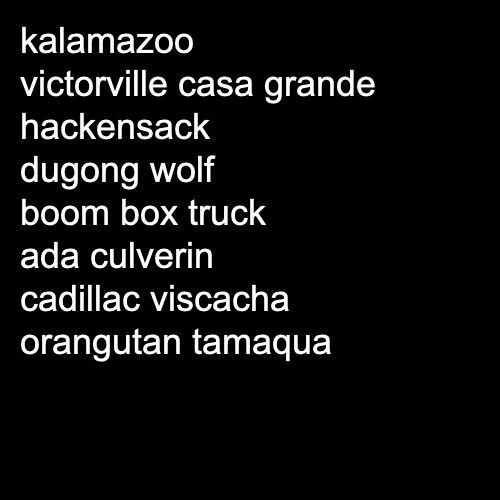 kalamazoo
victorville casa grande
hackensack
dugong wolf
boom box truck
ada culverin
cadillac viscacha
orangutan tamaqua